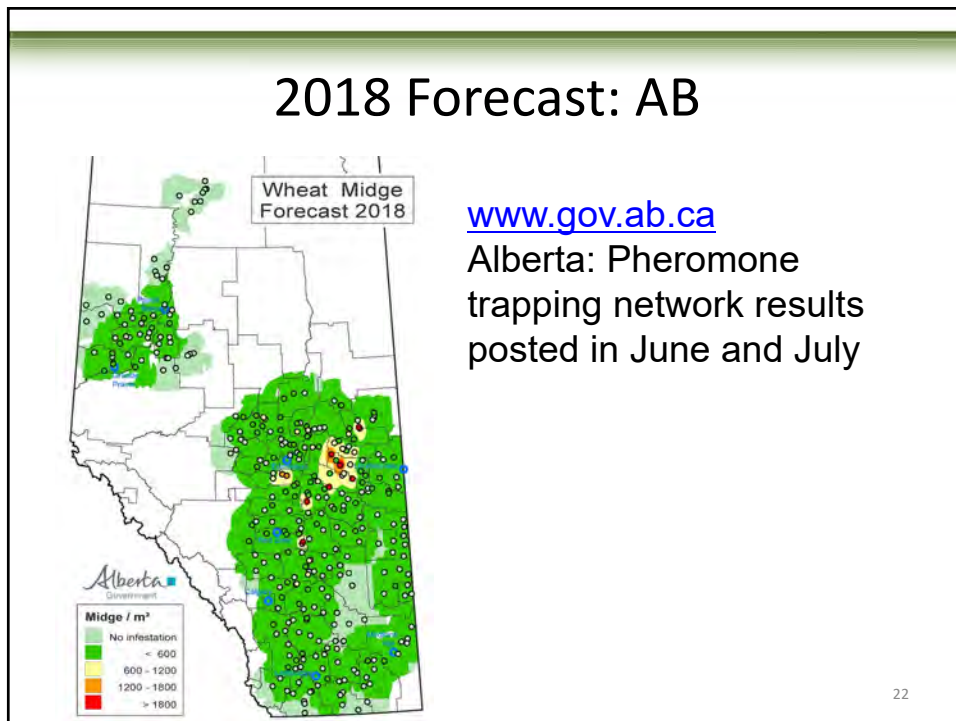 2018 Forecast: AB
Wheat Midge
Forecast 2018
www.gov.ab.ca
Alberta: Pheromone
trapping network results
posted in June and July
Alberta
Government
Midge / m²
No infestation
< 600
600 - 1200
1200 - 1800
> 1800
22